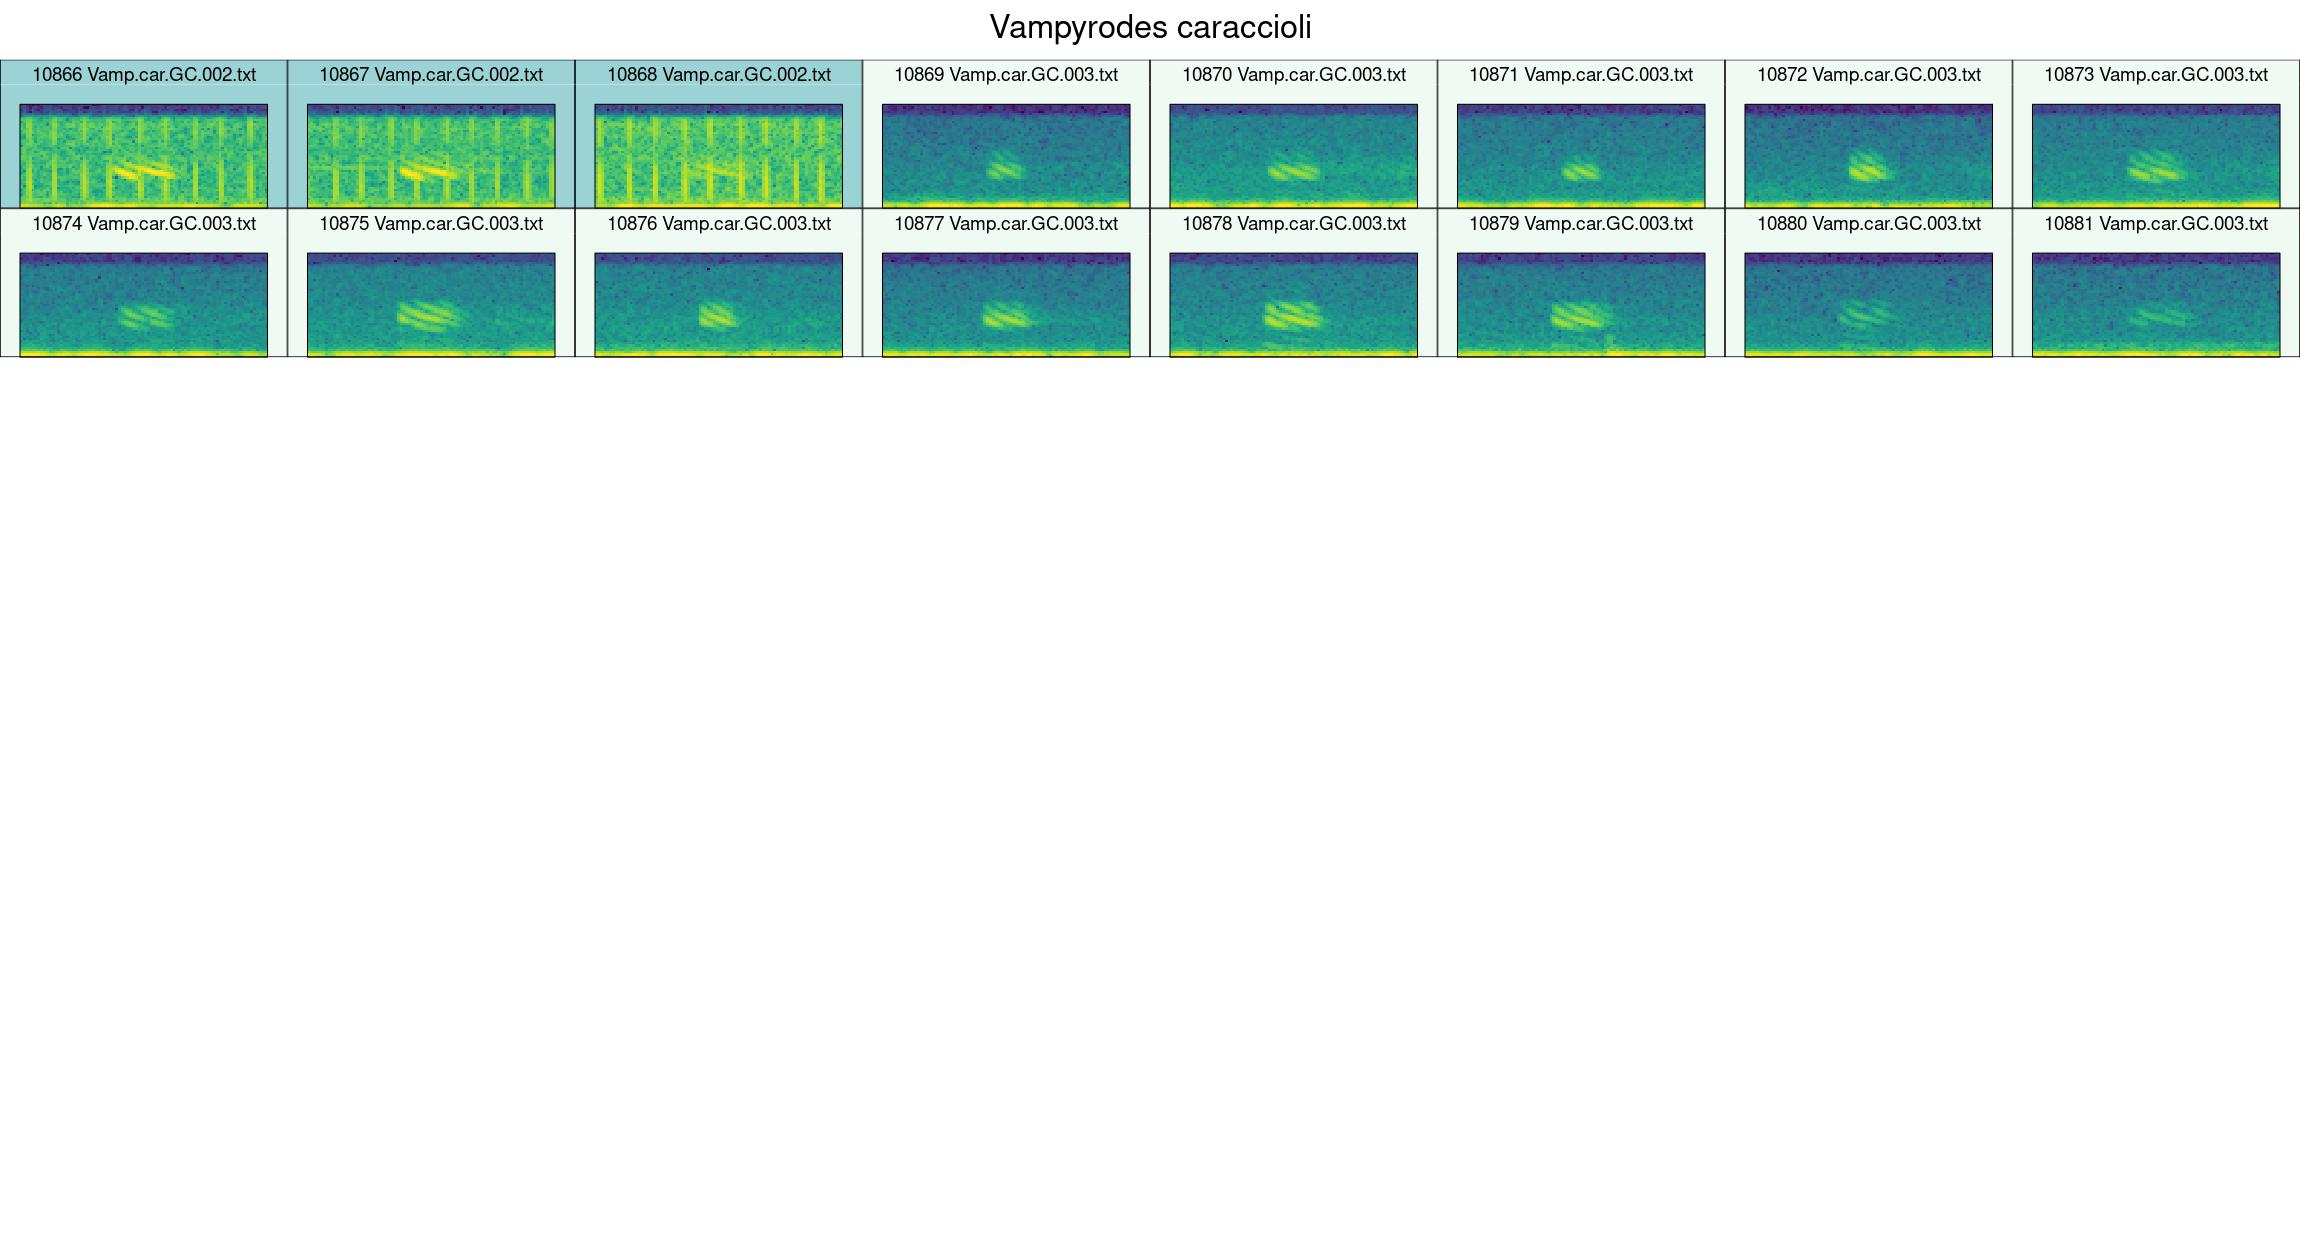 Vampyrodes caraccioli
10866 Vamp.car.GC.002.txt
10867 Vamp.car.GC.002.txt
10868 Vamp.car.GC.002.txt
10869 Vamp.car.GC.003.txt
10870 Vamp.car.GC.003.txt
10871 Vamp.car.GC.003.txt
10872 Vamp.car.GC.003.txt
10873 Vamp.car.GC.003.txt
10874 Vamp.car.GC.003.txt
10875 Vamp.car.GC.003.txt
10876 Vamp.car.GC.003.txt
10877 Vamp.car.GC.003.txt
10878 Vamp.car.GC.003.txt
10879 Vamp.car.GC.003.txt
10880 Vamp.car.GC.003.txt
10881 Vamp.car.GC.003.txt